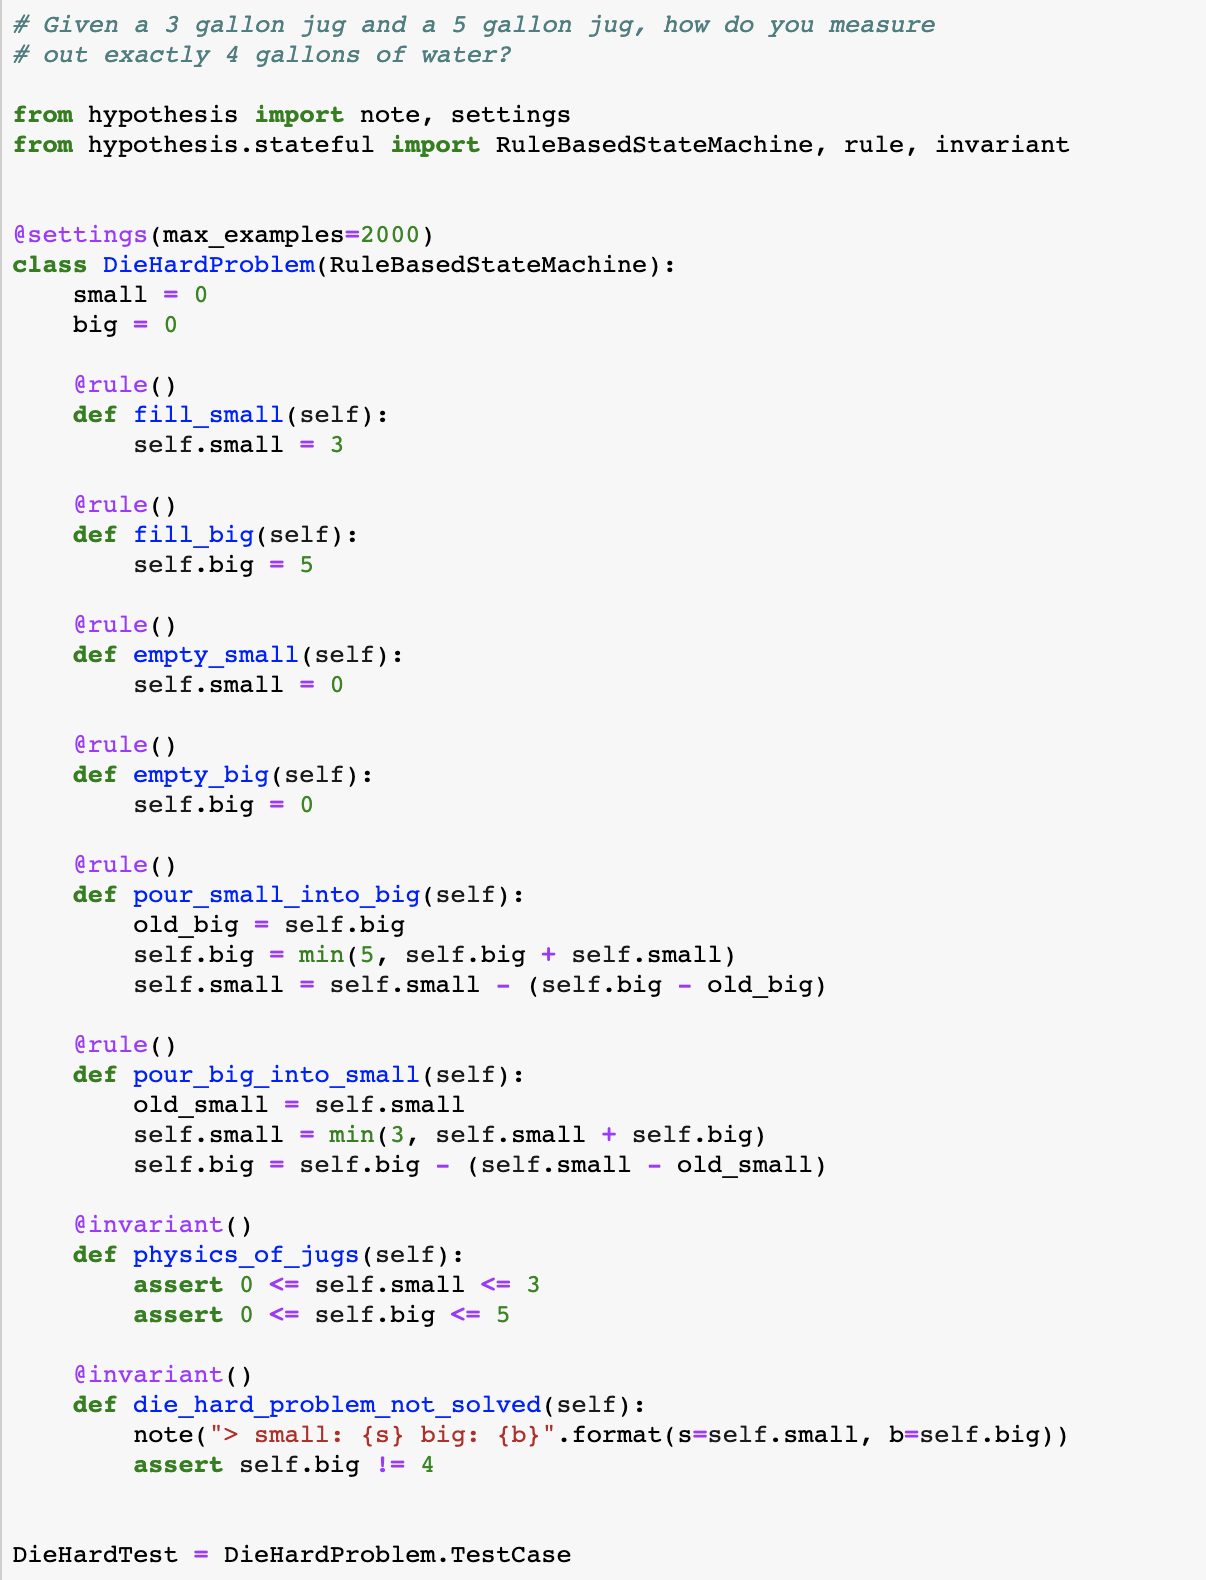 # Given a 3 gallon jug and a 5 gallon jug, how do you measure
# out exactly 4 gallons of water?

from hypothesis import note, settings
from hypothesis.stateful import RuleBasedStateMachine, rule, invariant


@settings(max_examples=2000)
class DieHardProblem(RuleBasedStateMachine):
    small = 0
    big = 0

    @rule()
    def fill_small(self):
        self.small = 3

    @rule()
    def fill_big(self):
        self.big = 5

    @rule()
    def empty_small(self):
        self.small = 0

    @rule()
    def empty_big(self):
        self.big = 0

    @rule()
    def pour_small_into_big(self):
        old_big = self.big
        self.big = min(5, self.big + self.small)
        self.small = self.small - (self.big - old_big)

    @rule()
    def pour_big_into_small(self):
        old_small = self.small
        self.small = min(3, self.small + self.big)
        self.big = self.big - (self.small - old_small)

    @invariant()
    def physics_of_jugs(self):
        assert 0 <= self.small <= 3
        assert 0 <= self.big <= 5

    @invariant()
    def die_hard_problem_not_solved(self):
        note("> small: {s} big: {b}".format(s=self.small, b=self.big))
        assert self.big != 4


DieHardTest = DieHardProblem.TestCase